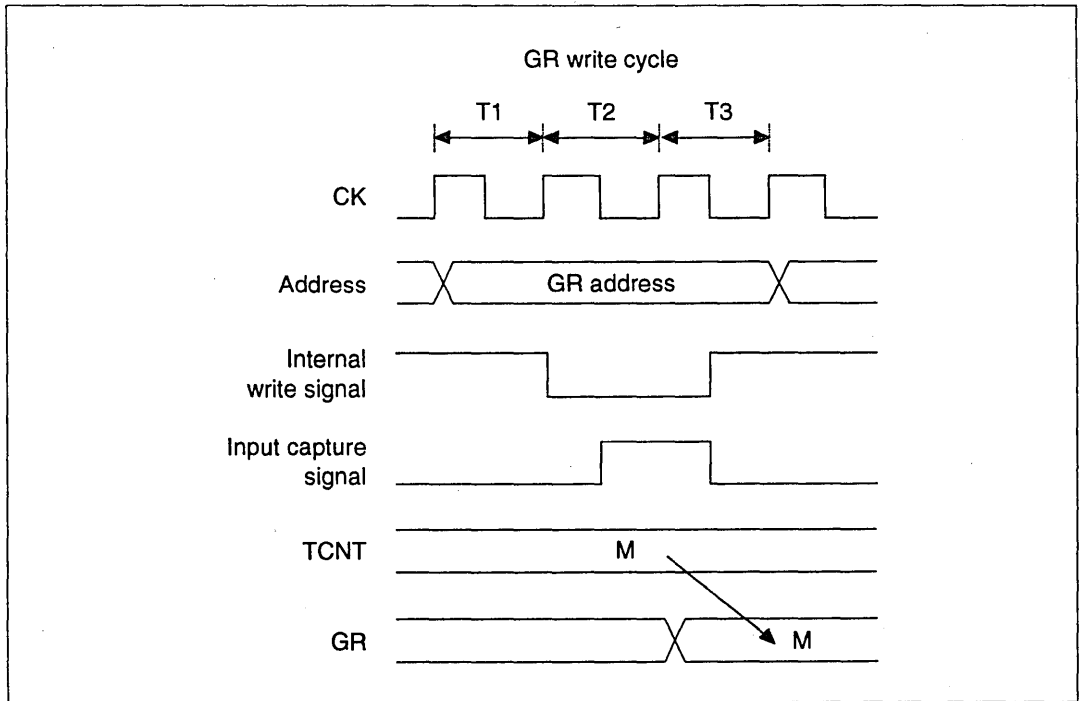 GR write cycle
T1 T2 T3
CK
Address
GR address
Internal
write signal
Input capture
signal
TCNT
M
GR
M